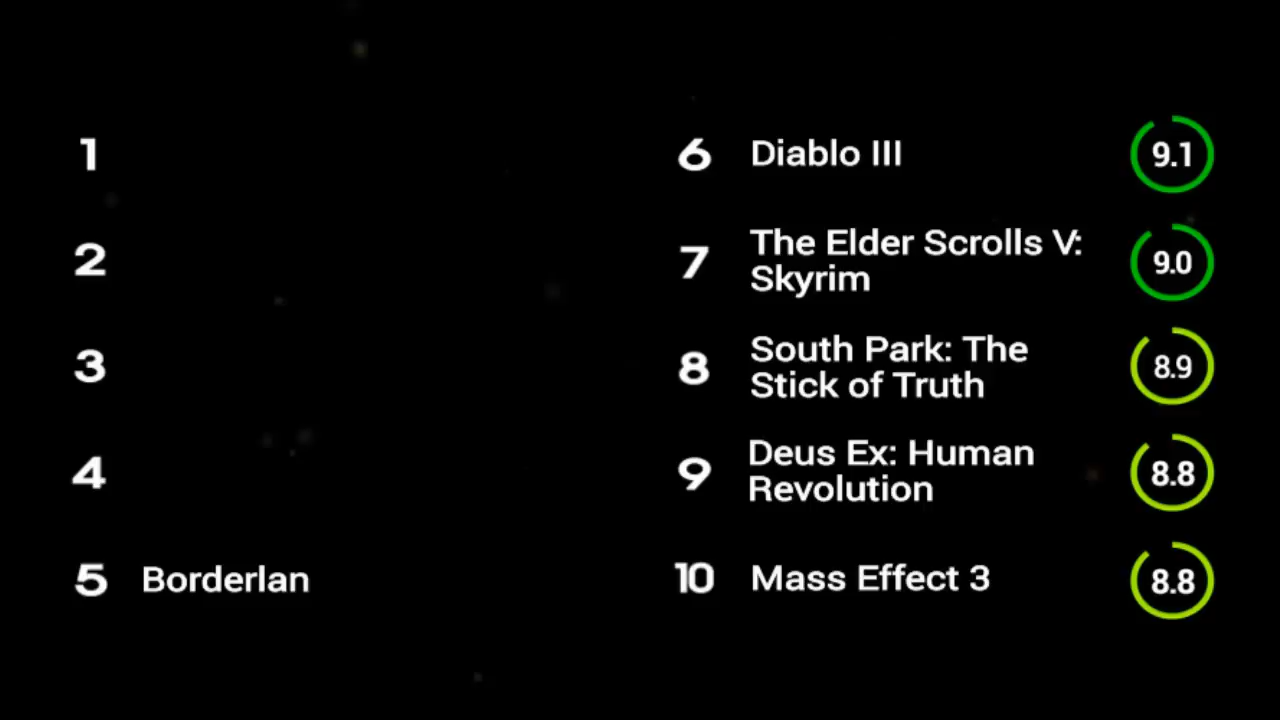 1
2
3
4
5 Borderlan
6 Diablo III 9.1
7 The Elder Scrolls V:
Skyrim 9.0
8 South Park: The
Stick of Truth 8.9
9 Deus Ex: Human
Revolution 8.8
10 Mass Effect 3 8.8